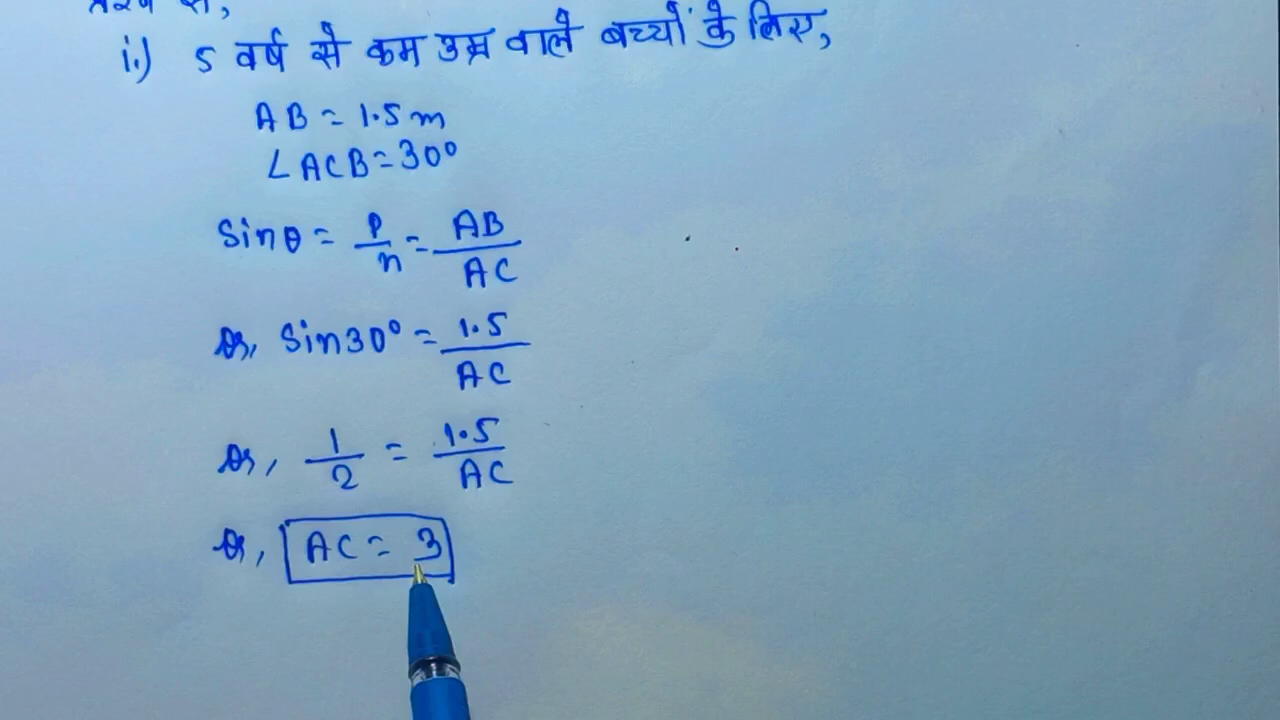 से,
i.) 5 वर्ष से कम उम्र वाले बच्चों के लिए,
AB = 1.5 m
∠ACB = 30°
Sinθ = P/h = AB/AC
Or, Sin30° = 1.5/AC
Or, 1/2 = 1.5/AC
Or, AC = 3